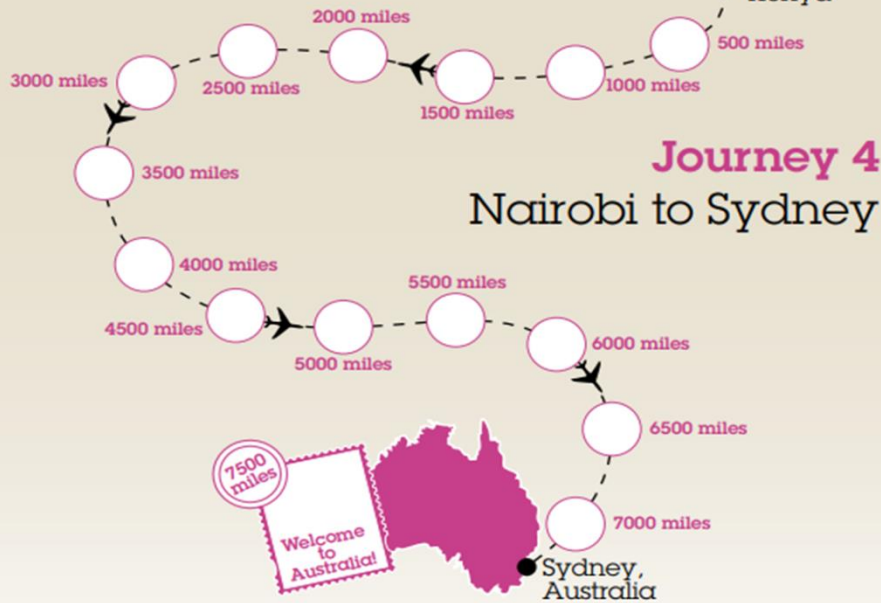 2000 miles
500 miles
3000 miles
2500 miles
1000 miles
1500 miles
Journey 4
Nairobi to Sydney
3500 miles
4000 miles
5500 miles
4500 miles
5000 miles
6000 miles
6500 miles
7500
miles
Welcome
to
Australia!
7000 miles
Sydney,
Australia